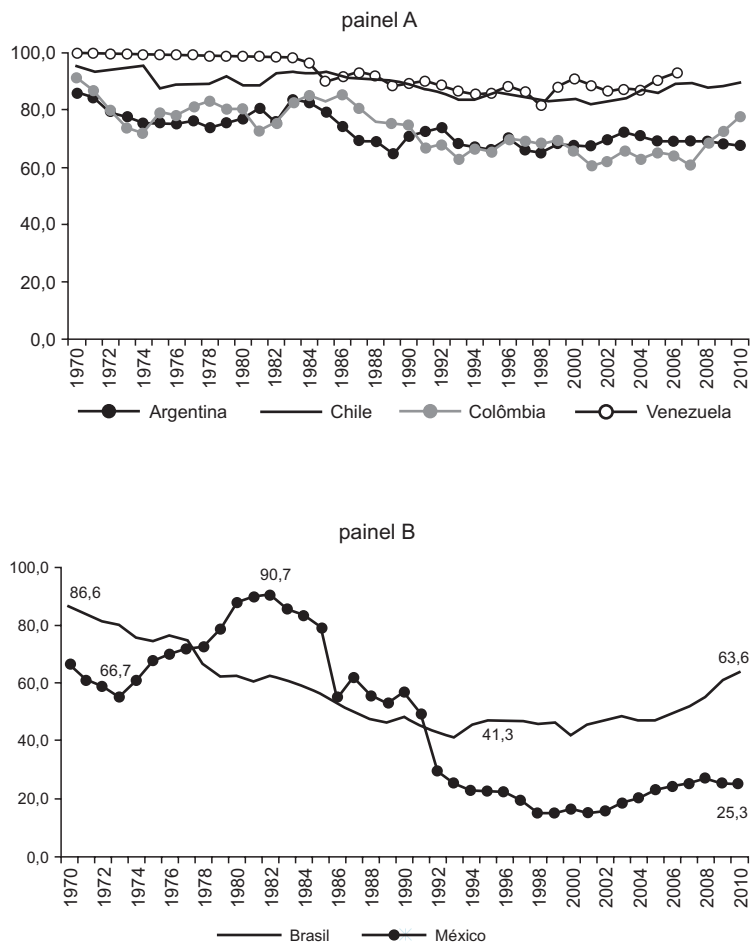 painel A
100,0
80,0
60,0
40,0
20,0
0,0
1970 1972 1974 1976 1978 1980 1982 1984 1986 1988 1990 1992 1994 1996 1998 2000 2002 2004 2006 2008 2010
Argentina Chile Colômbia Venezuela
painel B
100,0
86,6 90,7
80,0
66,7 63,6
60,0
40,0 41,3
20,0
25,3
0,0
1970 1972 1974 1976 1978 1980 1982 1984 1986 1988 1990 1992 1994 1996 1998 2000 2002 2004 2006 2008 2010
Brasil México